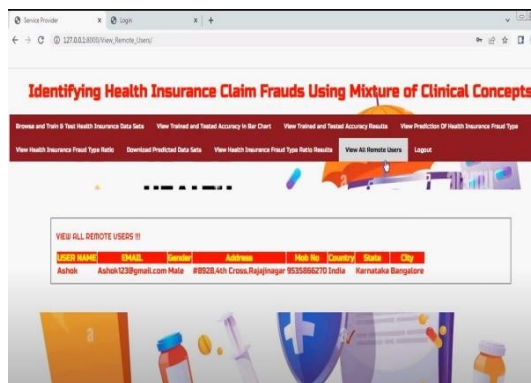 Service Provider
Login
127.0.0.1:8000/View_Remote_Users/
Identifying Health Insurance Claim Frauds Using Mixture of Clinical Concepts
Browse and Train & Test Health Insurance Data Sets View Trained and Tested Accuracy in Bar Chart View Trained and Tested Accuracy Results View Prediction Of Health Insurance Fraud Type
View Health Insurance Fraud Type Ratio Download Predicted Data Sets View Health Insurance Fraud Type Ratio Results View All Remote Users Logout
VIEW ALL REMOTE USERS !!!
USER NAME EMAIL Gender Address Mob No Country State City
Ashok Ashok123@gmail.com Male #8928,4th Cross,Rajajinagar 9535866270 India Karnataka Bangalore